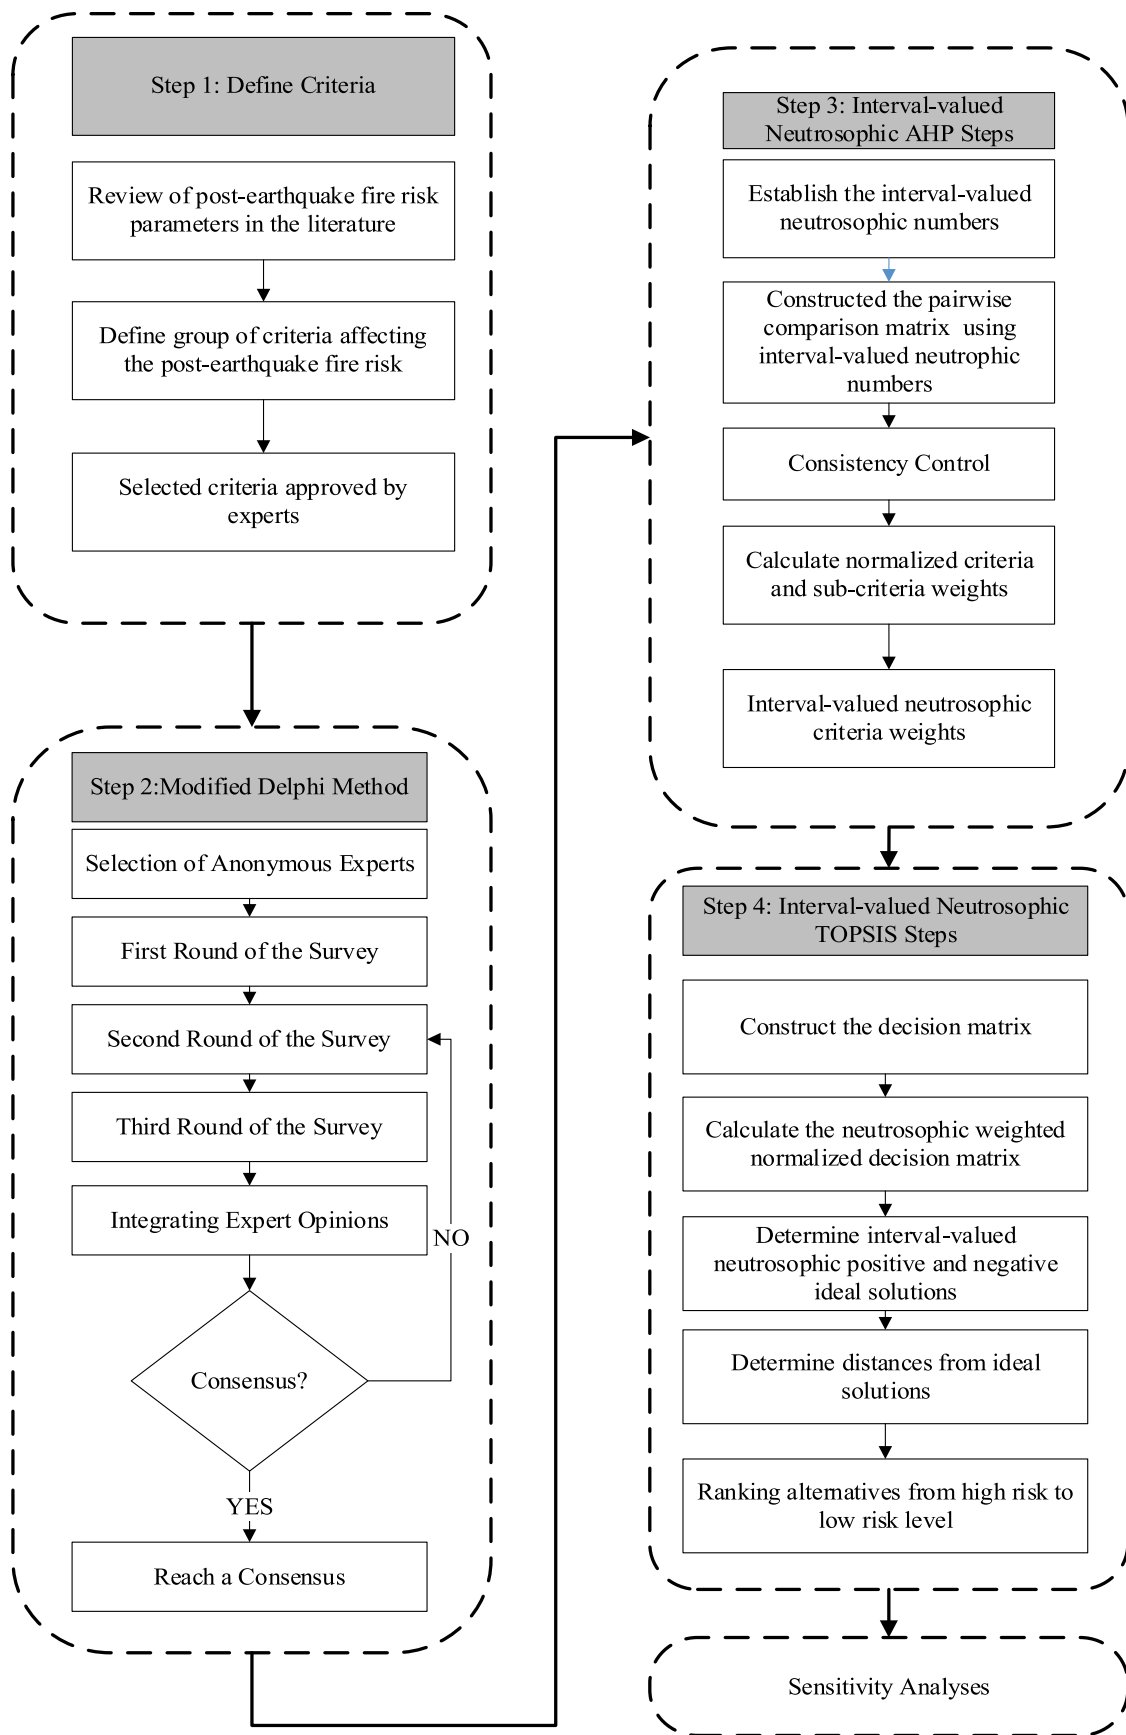 Step 1: Define Criteria
Review of post-earthquake fire risk
parameters in the literature
Define group of criteria affecting
the post-earthquake fire risk
Selected criteria approved by
experts
Step 2:Modified Delphi Method
Selection of Anonymous Experts
First Round of the Survey
Second Round of the Survey
Third Round of the Survey
Integrating Expert Opinions
NO
Consensus?
YES
Reach a Consensus
Step 3: Interval-valued
Neutrosophic AHP Steps
Establish the interval-valued
neutrosophic numbers
Constructed the pairwise
comparison matrix  using
interval-valued neutrophic
numbers
Consistency Control
Calculate normalized criteria
and sub-criteria weights
Interval-valued neutrosophic
criteria weights
Step 4: Interval-valued Neutrosophic
TOPSIS Steps
Construct the decision matrix
Calculate the neutrosophic weighted
normalized decision matrix
Determine interval-valued
neutrosophic positive and negative
ideal solutions
Determine distances from ideal
solutions
Ranking alternatives from high risk to
low risk level
Sensitivity Analyses